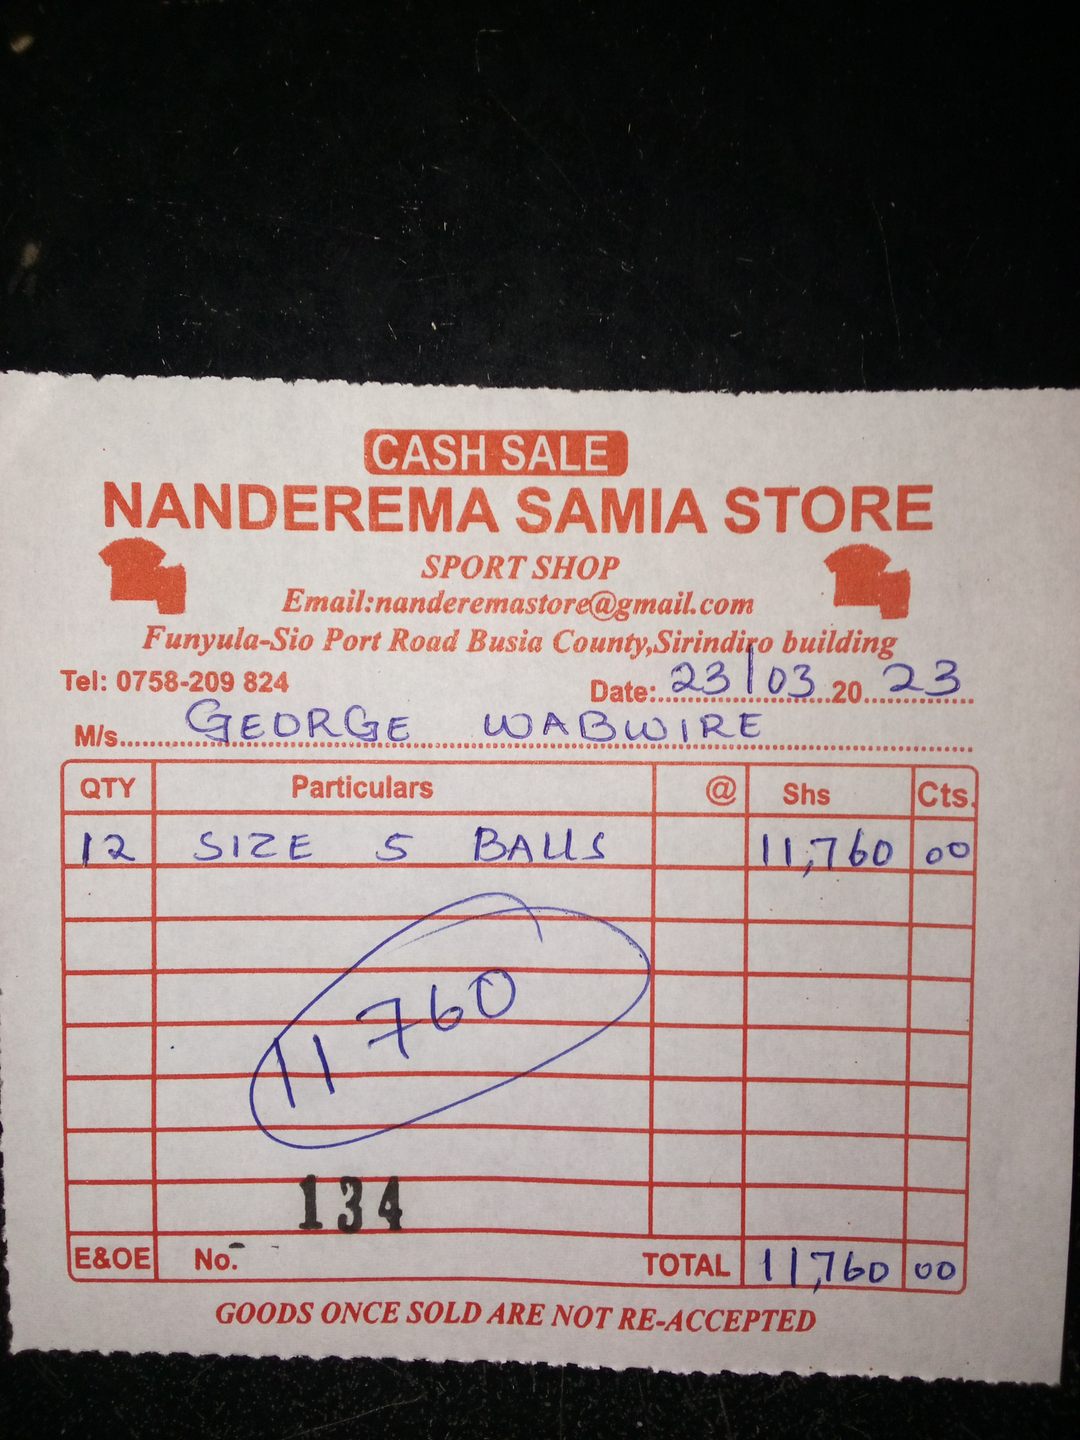 CASH SALE
NANDEREMA SAMIA STORE
SPORT SHOP
Email:nanderemastore@gmail.com
Funyula-Sio Port Road Busia County,Sirindiro building
Tel: 0758-209 824
Date: 23/03 20 23
M/s GEORGE WABWIRE
QTY Particulars @ Shs Cts.
12 SIZE 5 BALLS 11,760 00
11760
134
E&OE No. TOTAL 11,760 00
GOODS ONCE SOLD ARE NOT RE-ACCEPTED